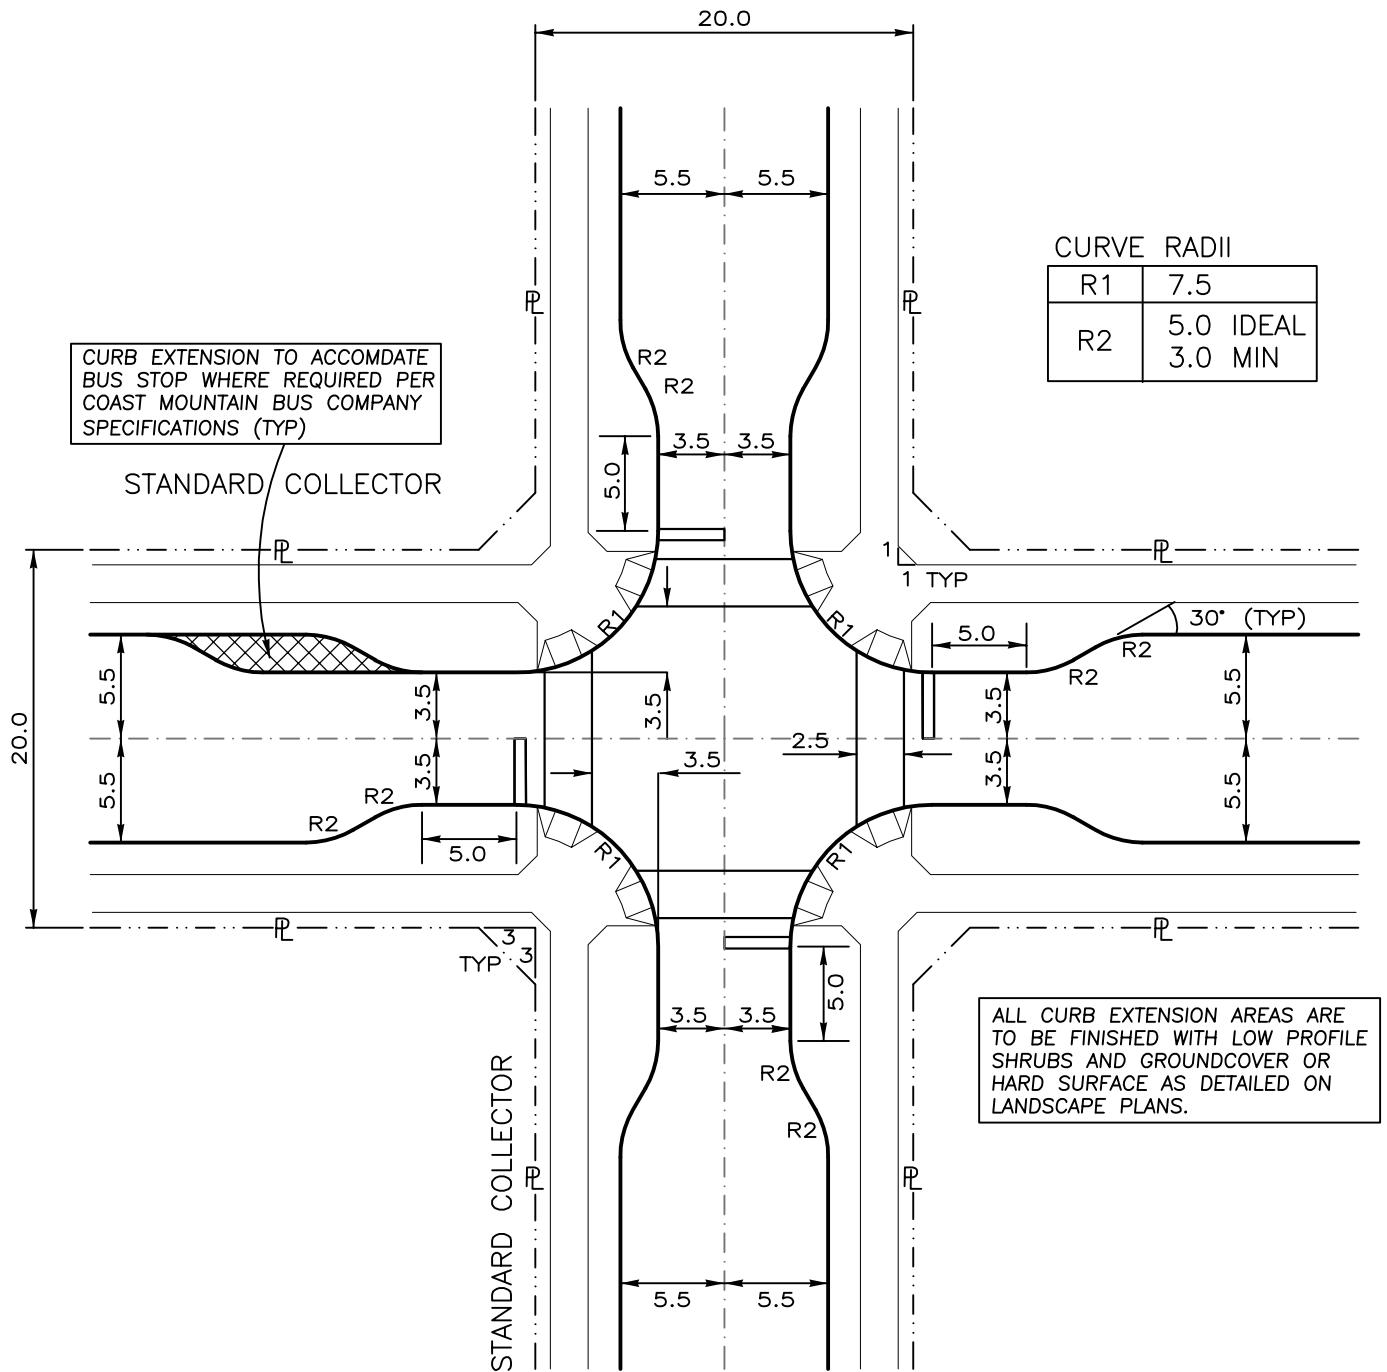 20.0
5.5 5.5
CURVE RADII
R1 7.5
R2 5.0 IDEAL
3.0 MIN
PL PL
CURB EXTENSION TO ACCOMDATE
BUS STOP WHERE REQUIRED PER
COAST MOUNTAIN BUS COMPANY
SPECIFICATIONS (TYP)
R2
R2
3.5 3.5
5.0
STANDARD COLLECTOR
PL PL
1
1 TYP
R1 R1
30° (TYP)
5.0
R2
R2
5.5
3.5
3.5
3.5
5.5
20.0
2.5
3.5
5.5
3.5
3.5
5.5
R2
R2
5.0
R1 R1
PL PL
3
3
TYP
5.0
3.5 3.5
ALL CURB EXTENSION AREAS ARE
TO BE FINISHED WITH LOW PROFILE
SHRUBS AND GROUNDCOVER OR
HARD SURFACE AS DETAILED ON
LANDSCAPE PLANS.
R2
R2
STANDARD COLLECTOR
PL PL
5.5 5.5